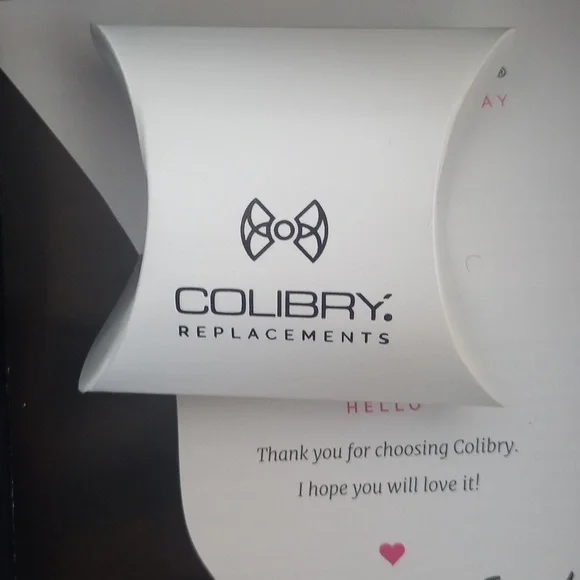 AY
COLIBRY.
REPLACEMENTS
HELLO
Thank you for choosing Colibry.
I hope you will love it!